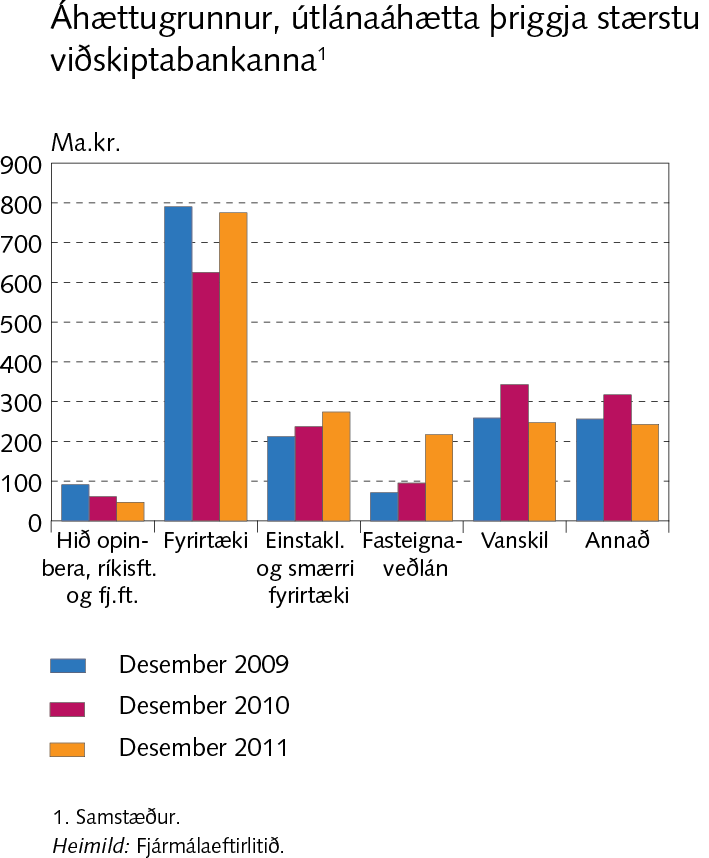 Áhættugrunnur, útlánaáhætta þriggja stærstu
viðskiptabankanna¹
Ma.kr.
900
800
700
600
500
400
300
200
100
0
Hið opin-
bera, ríkisft.
og fj.ft.
Fyrirtæki
Einstakl.
og smærri
fyrirtæki
Fasteigna-
veðlán
Vanskil
Annað
Desember 2009
Desember 2010
Desember 2011
1. Samstæður.
Heimild: Fjármálaeftirlitið.